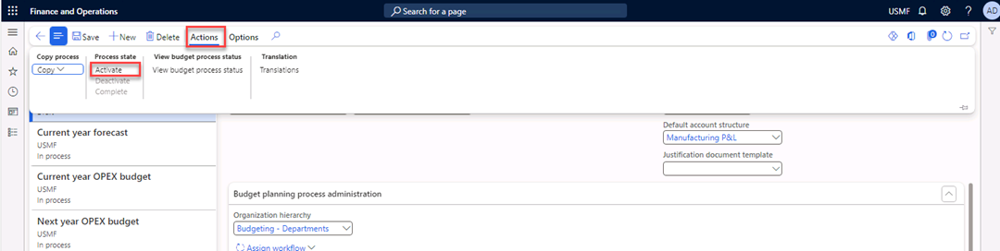 Finance and Operations
Search for a page
USMF
AD
Save
New
Delete
Actions
Options
0
Copy process
Copy
Process state
Activate
Deactivate
Complete
View budget process status
View budget process status
Translation
Translations
Current year forecast
USMF
In process
Current year OPEX budget
USMF
In process
Next year OPEX budget
USMF
In process
Default account structure
Manufacturing P&L
Justification document template
Budget planning process administration
Organization hierarchy
Budgeting - Departments
Assign workflow